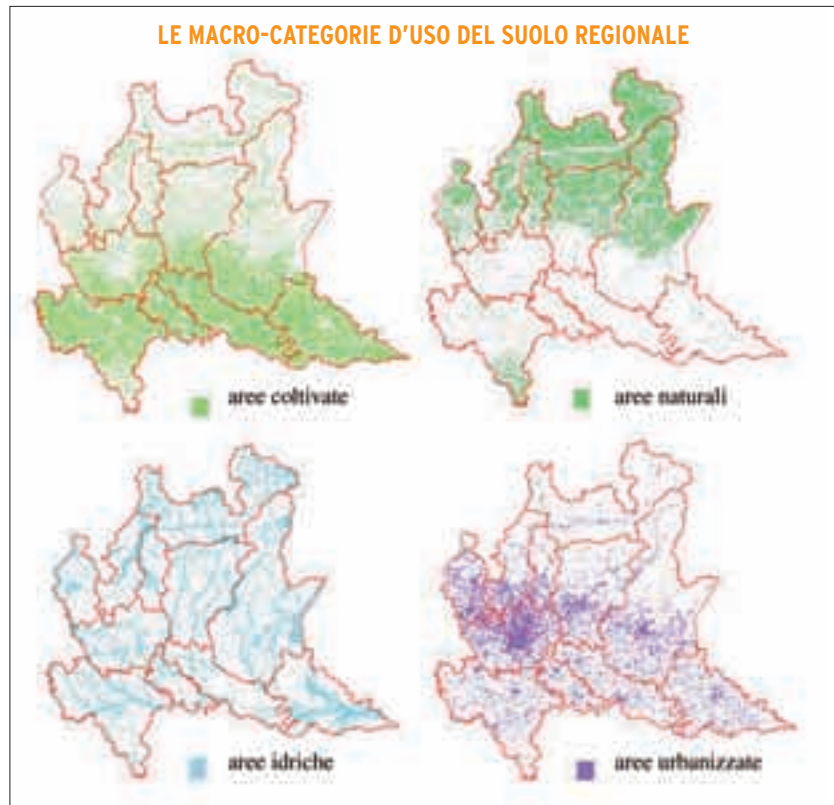 LE MACRO-CATEGORIE D'USO DEL SUOLO REGIONALE
aree coltivate
aree naturali
aree idriche
aree urbanizzate